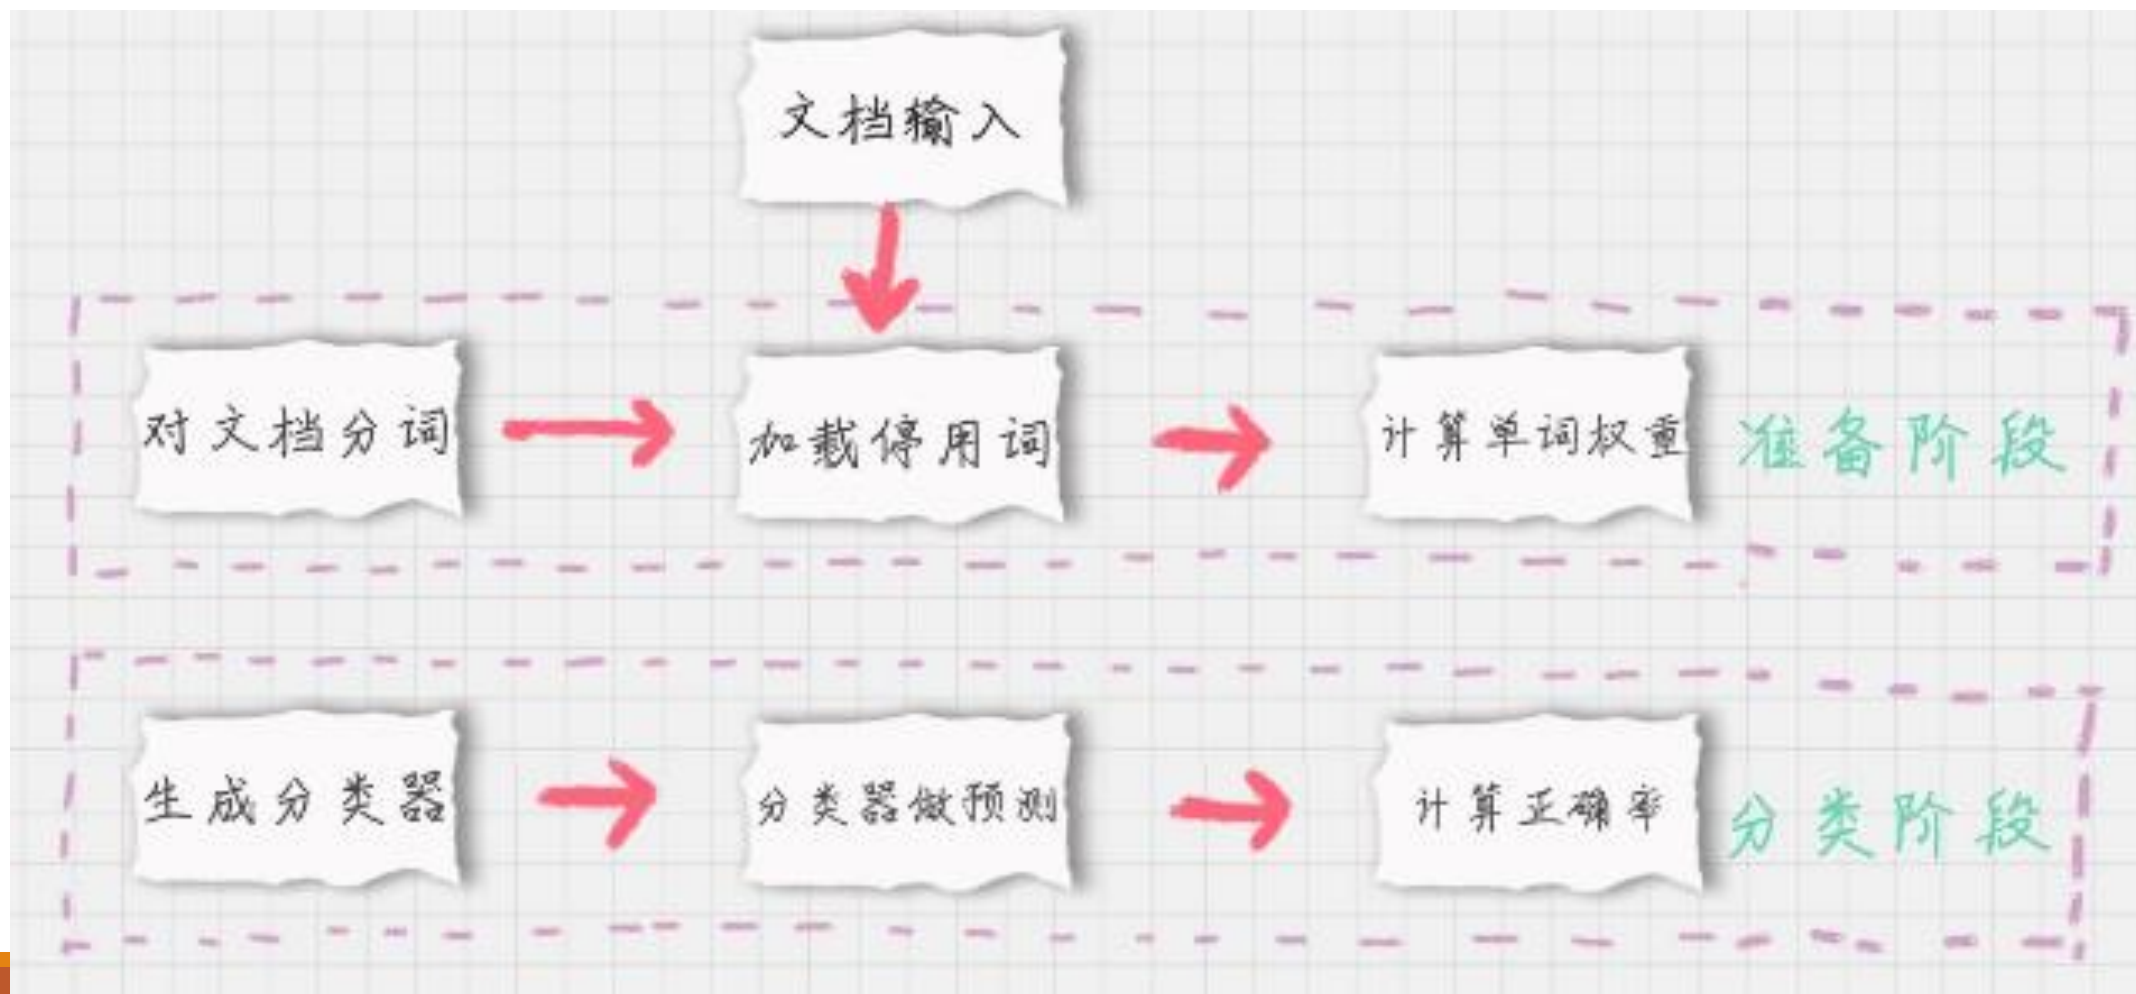 文档输入
对文档分词
加载停用词
计算单词权重
准备阶段
生成分类器
分类器做预测
计算正确率
分类阶段